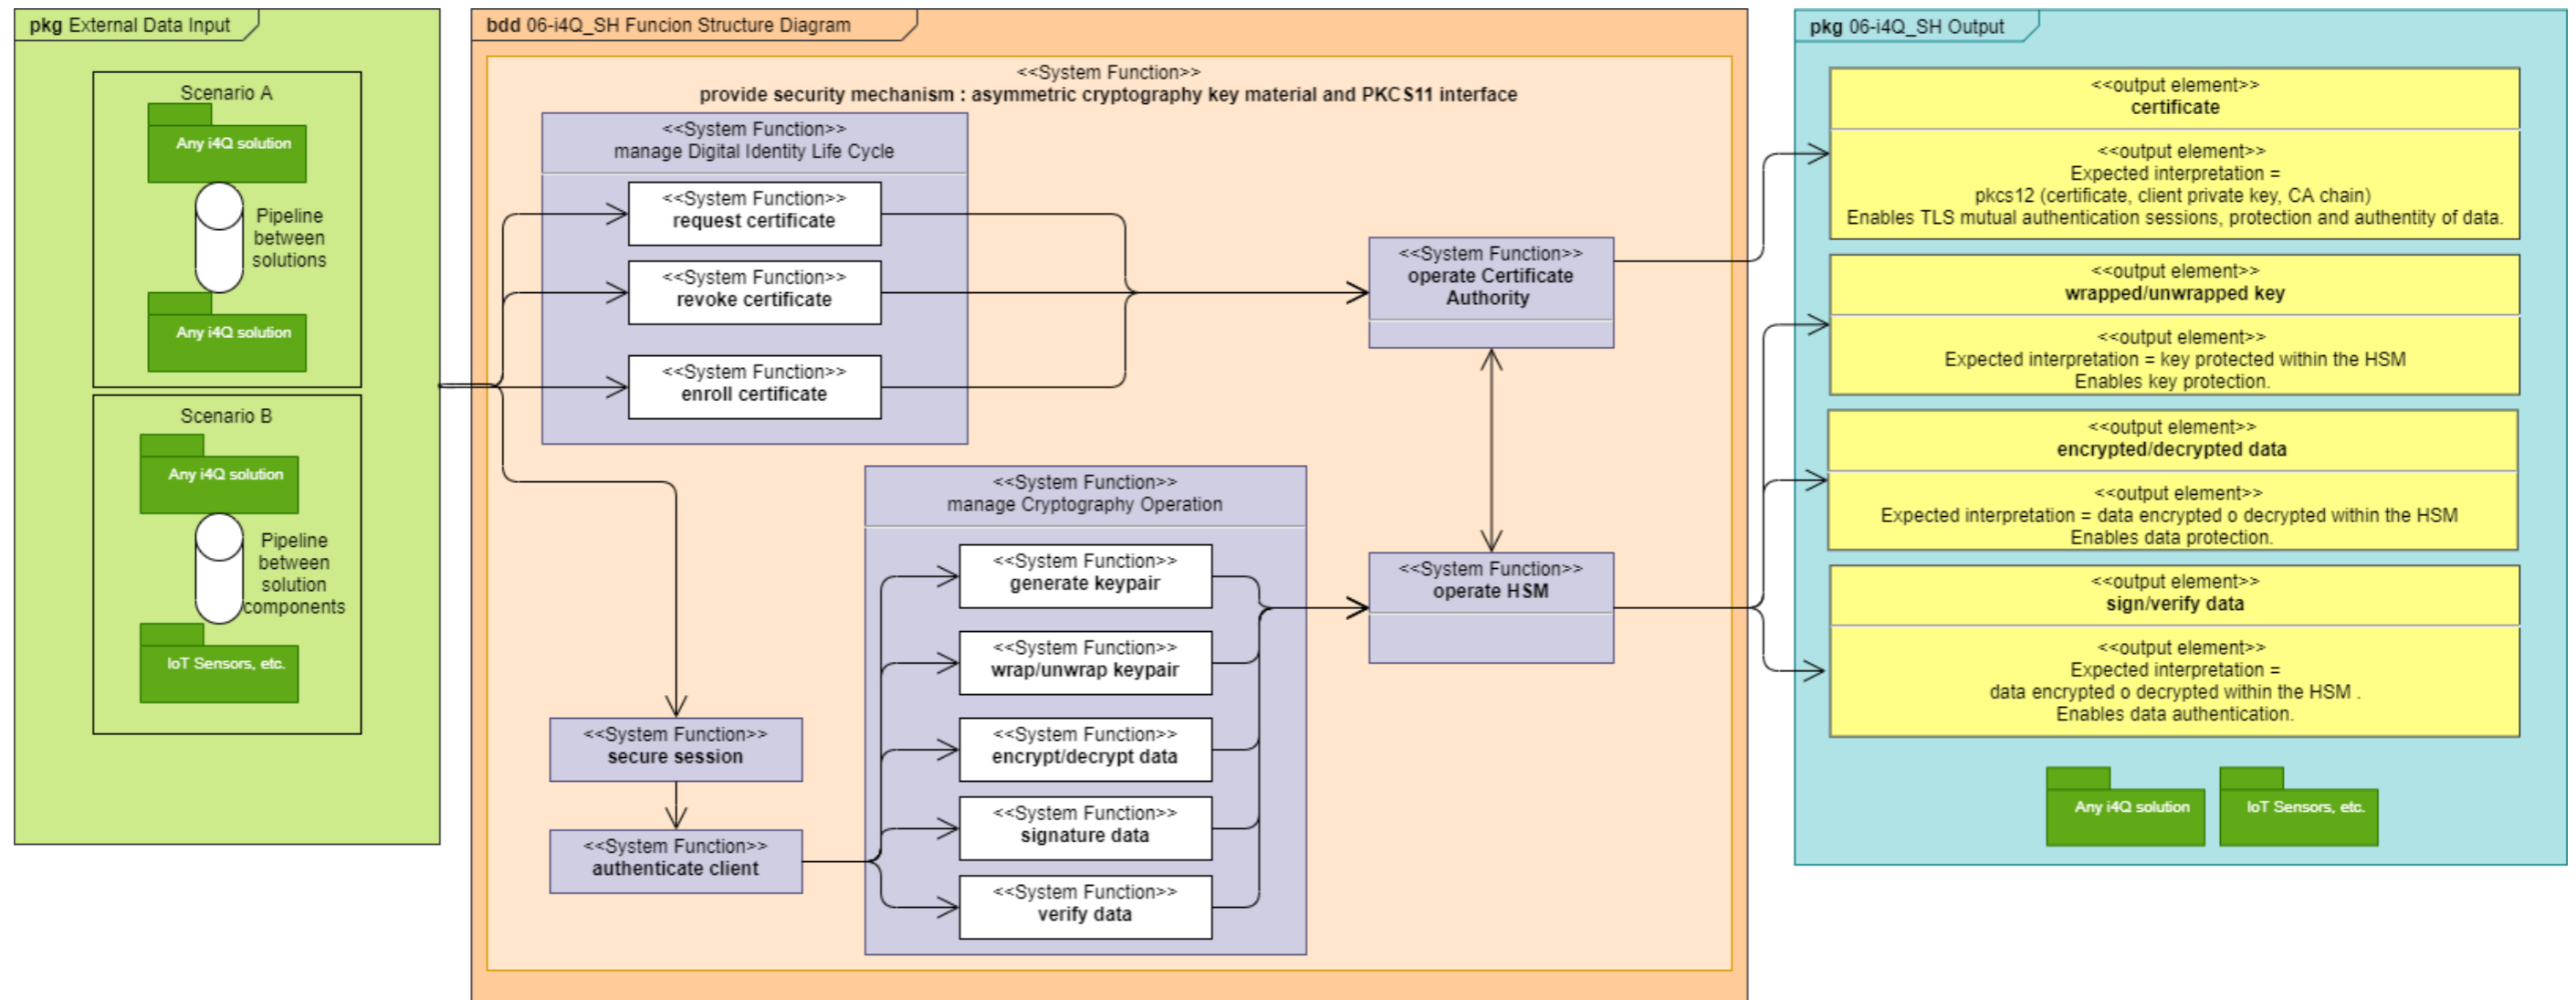 pkg External Data Input
Scenario A
Any i4Q solution
Pipeline
between
solutions
Any i4Q solution
Scenario B
Any i4Q solution
Pipeline
between
solution
components
IoT Sensors, etc.
bdd 06-i4Q_SH Funcion Structure Diagram
<<System Function>>
provide security mechanism : asymmetric cryptography key material and PKCS11 interface
<<System Function>>
manage Digital Identity Life Cycle
<<System Function>>
request certificate
<<System Function>>
revoke certificate
<<System Function>>
enroll certificate
<<System Function>>
operate Certificate
Authority
<<System Function>>
manage Cryptography Operation
<<System Function>>
generate keypair
<<System Function>>
wrap/unwrap keypair
<<System Function>>
encrypt/decrypt data
<<System Function>>
signature data
<<System Function>>
verify data
<<System Function>>
operate HSM
<<System Function>>
secure session
<<System Function>>
authenticate client
pkg 06-i4Q_SH Output
<<output element>>
certificate
<<output element>>
Expected interpretation =
pkcs12 (certificate, client private key, CA chain)
Enables TLS mutual authentication sessions, protection and authentity of data.
<<output element>>
wrapped/unwrapped key
<<output element>>
Expected interpretation = key protected within the HSM
Enables key protection.
<<output element>>
encrypted/decrypted data
<<output element>>
Expected interpretation = data encrypted o decrypted within the HSM
Enables data protection.
<<output element>>
sign/verify data
<<output element>>
Expected interpretation =
data encrypted o decrypted within the HSM .
Enables data authentication.
Any i4Q solution
IoT Sensors, etc.